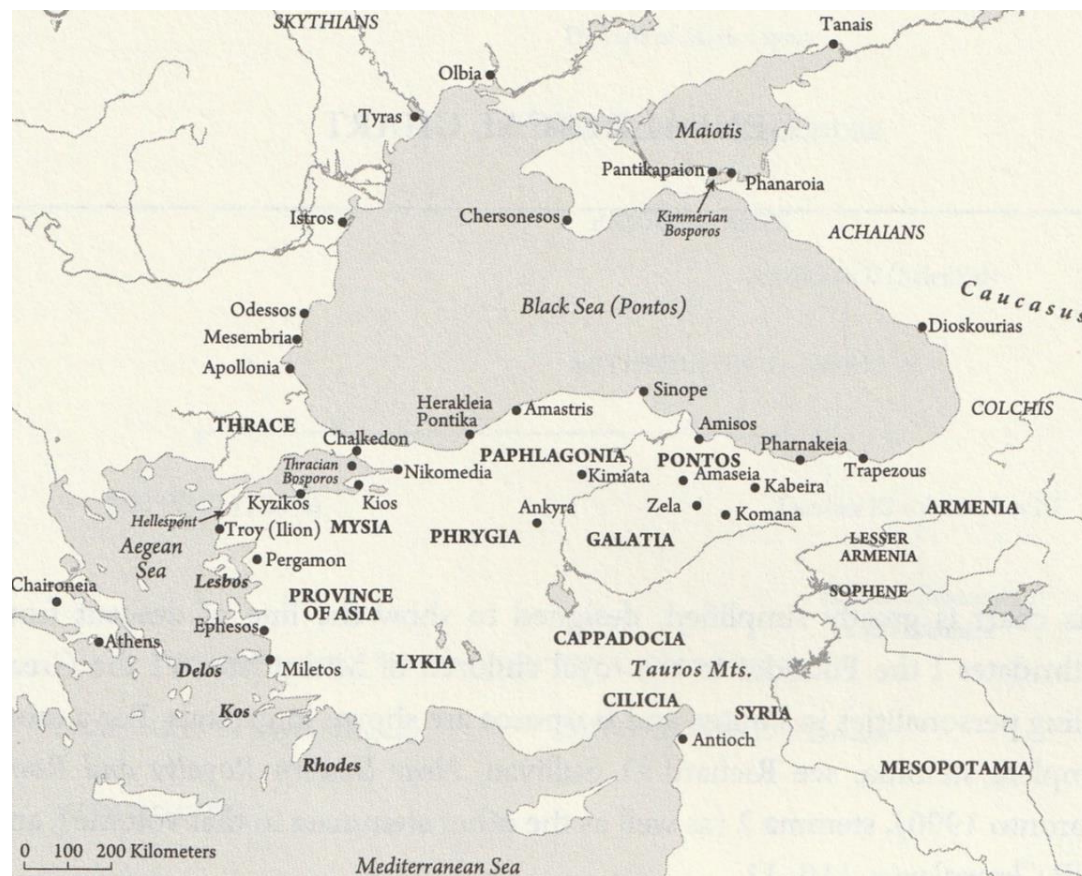 SKYTHIANS
Tanais
Olbia
Tyras
Maiotis
Pantikapaion
Phanaroia
Istros
Chersonesos
Kimmerian
Bosporos
ACHAIANS
Caucasus
Odessos
Black Sea (Pontos)
Mesembria
Dioskourias
Apollonia
Sinope
Herakleia
Pontika
Amastris
COLCHIS
THRACE
Amisos
Chalkedon
Pharnakeia
PAPHLAGONIA
PONTOS
Trapezous
Thracian
Bosporos
Nikomedia
Kimiata
Amaseia
Kabeira
Kyzikos
Kios
Zela
Komana
ARMENIA
Hellespont
Ankyra
Troy (Ilion)
MYSIA
PHRYGIA
GALATIA
LESSER
ARMENIA
Aegean
Sea
Pergamon
Lesbos
SOPHENE
Chaironeia
PROVINCE
OF ASIA
Ephesos
Athens
CAPPADOCIA
LYKIA
Tauros Mts.
Delos
Miletos
CILICIA
SYRIA
Kos
Antioch
Rhodes
MESOPOTAMIA
0 100 200 Kilometers
Mediterranean Sea